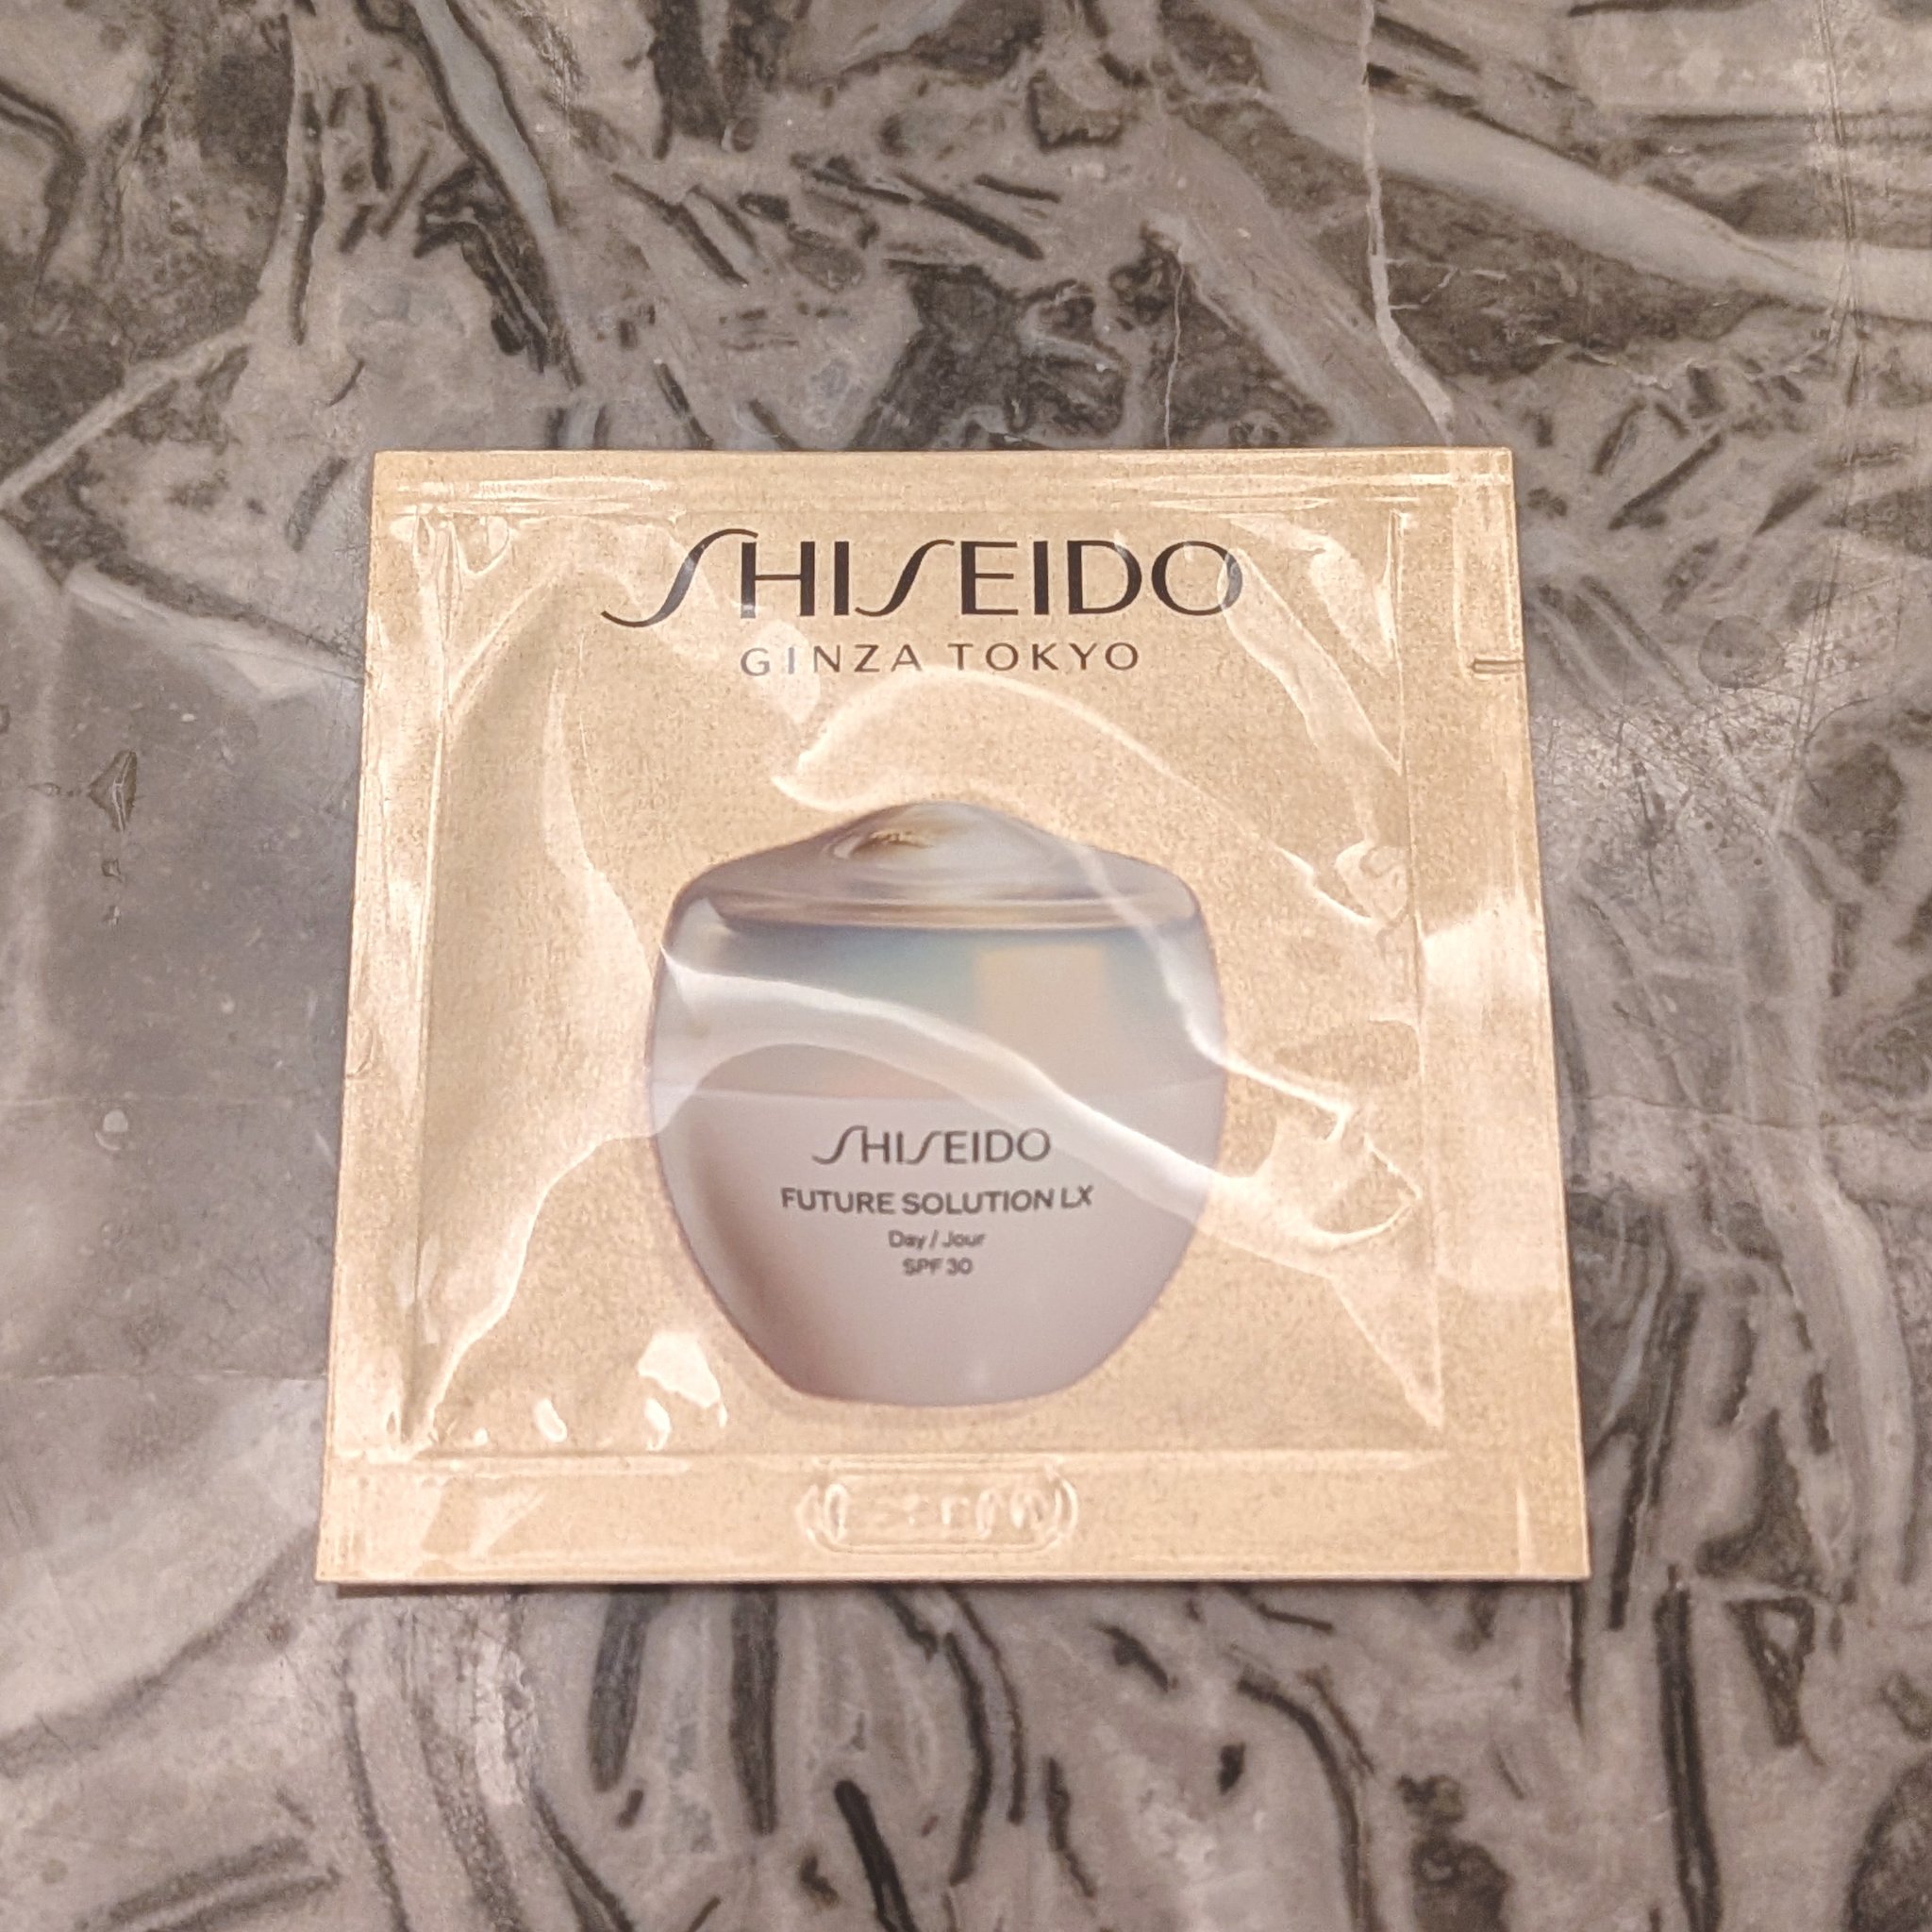 SHISEIDO
GINZA TOKYO
SHISEIDO
FUTURE SOLUTION LX
Day / Jour
SPF 30